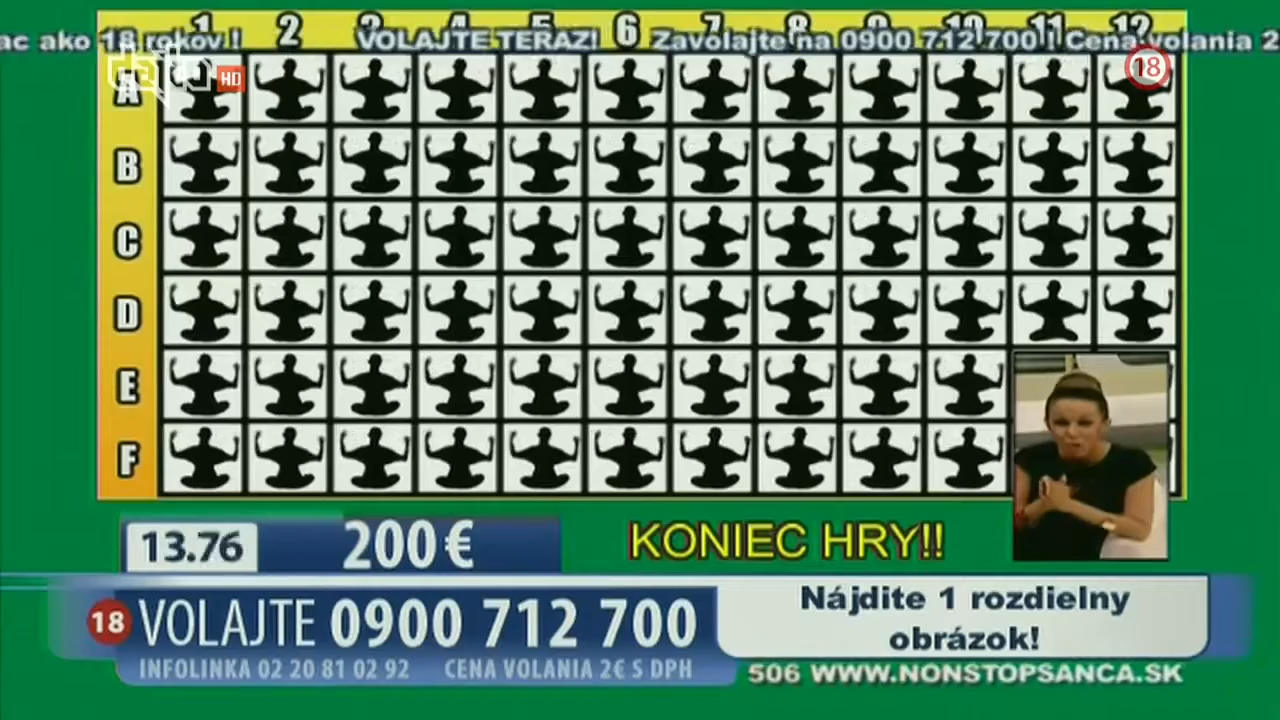 1 2 3 4 5 6 7 8 9 10 11 12
ac ako 18 rokov ! VOLAJTE TERAZ! Zavolajte na 0900 712 700 ! Cena volania 2
dajto HD
18
A
B
C
D
E
F
13.76 200€ KONIEC HRY!!
18 VOLAJTE 0900 712 700
Nájdite 1 rozdielny
obrázok!
INFOLINKA 02 20 81 02 92 CENA VOLANIA 2€ S DPH
506 WWW.NONSTOPSANCA.SK